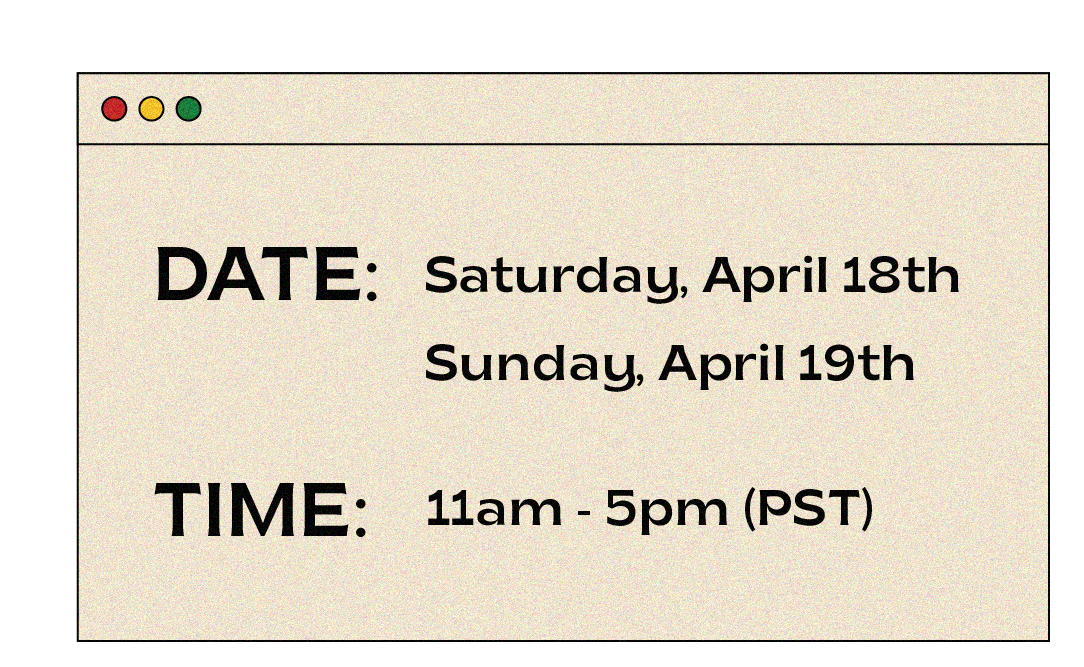 DATE: Saturday, April 18th
Sunday, April 19th
TIME: 11am - 5pm (PST)